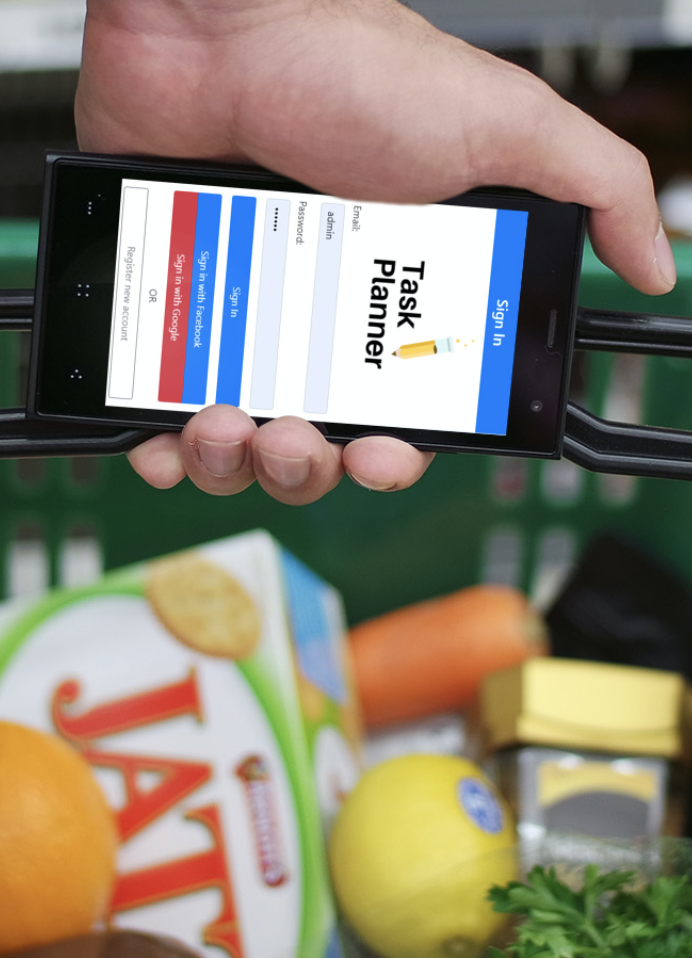 Sign In
Task
Planner
Email:
admin
Password:
••••••
Sign In
Sign in with Facebook
Sign in with Google
OR
Register new account
JAT